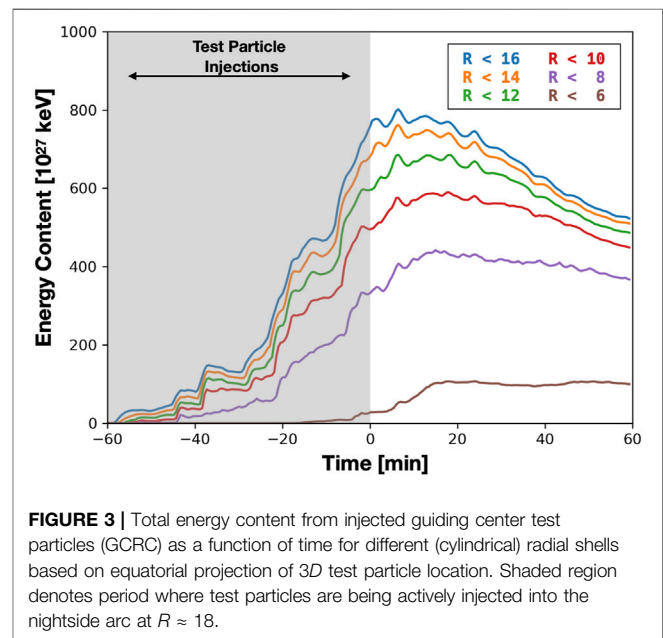 1000
800
600
400
200
0
Energy Content [10²⁷ keV]
Test Particle
Injections
R < 16 R < 10
R < 14 R < 8
R < 12 R < 6
−60 −40 −20 0 20 40 60
Time [min]
FIGURE 3 | Total energy content from injected guiding center test
particles (GCRC) as a function of time for different (cylindrical) radial shells
based on equatorial projection of 3D test particle location. Shaded region
denotes period where test particles are being actively injected into the
nightside arc at R ≈ 18.